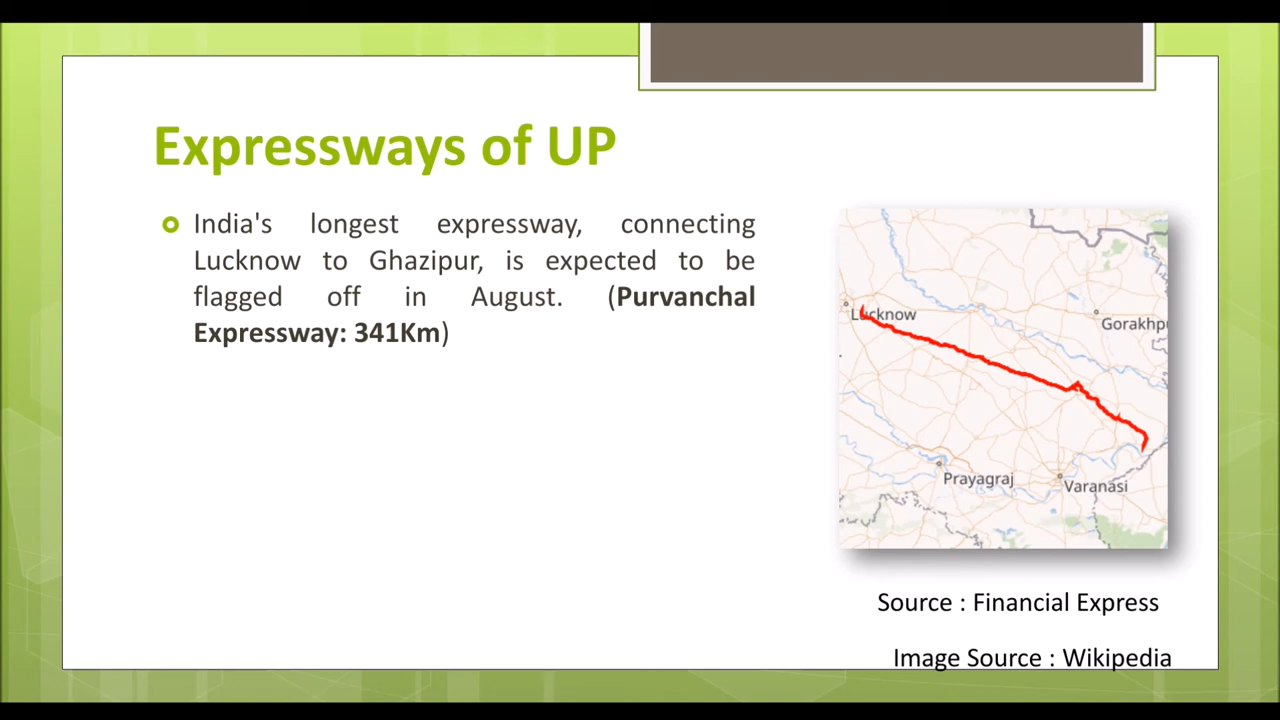 Expressways of UP
India's longest expressway, connecting
Lucknow to Ghazipur, is expected to be
flagged off in August. (Purvanchal
Expressway: 341Km)
Lucknow
Gorakhpu
Prayagraj
Varanasi
Source : Financial Express
Image Source : Wikipedia